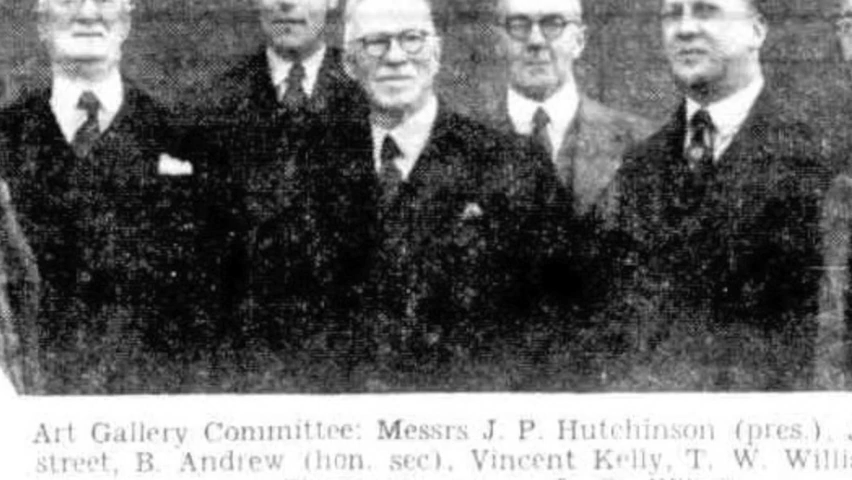 Art Gallery Committee: Messrs J. P. Hutchinson (pres.),
street, B. Andrew (hon. sec), Vincent Kelly, T. W.